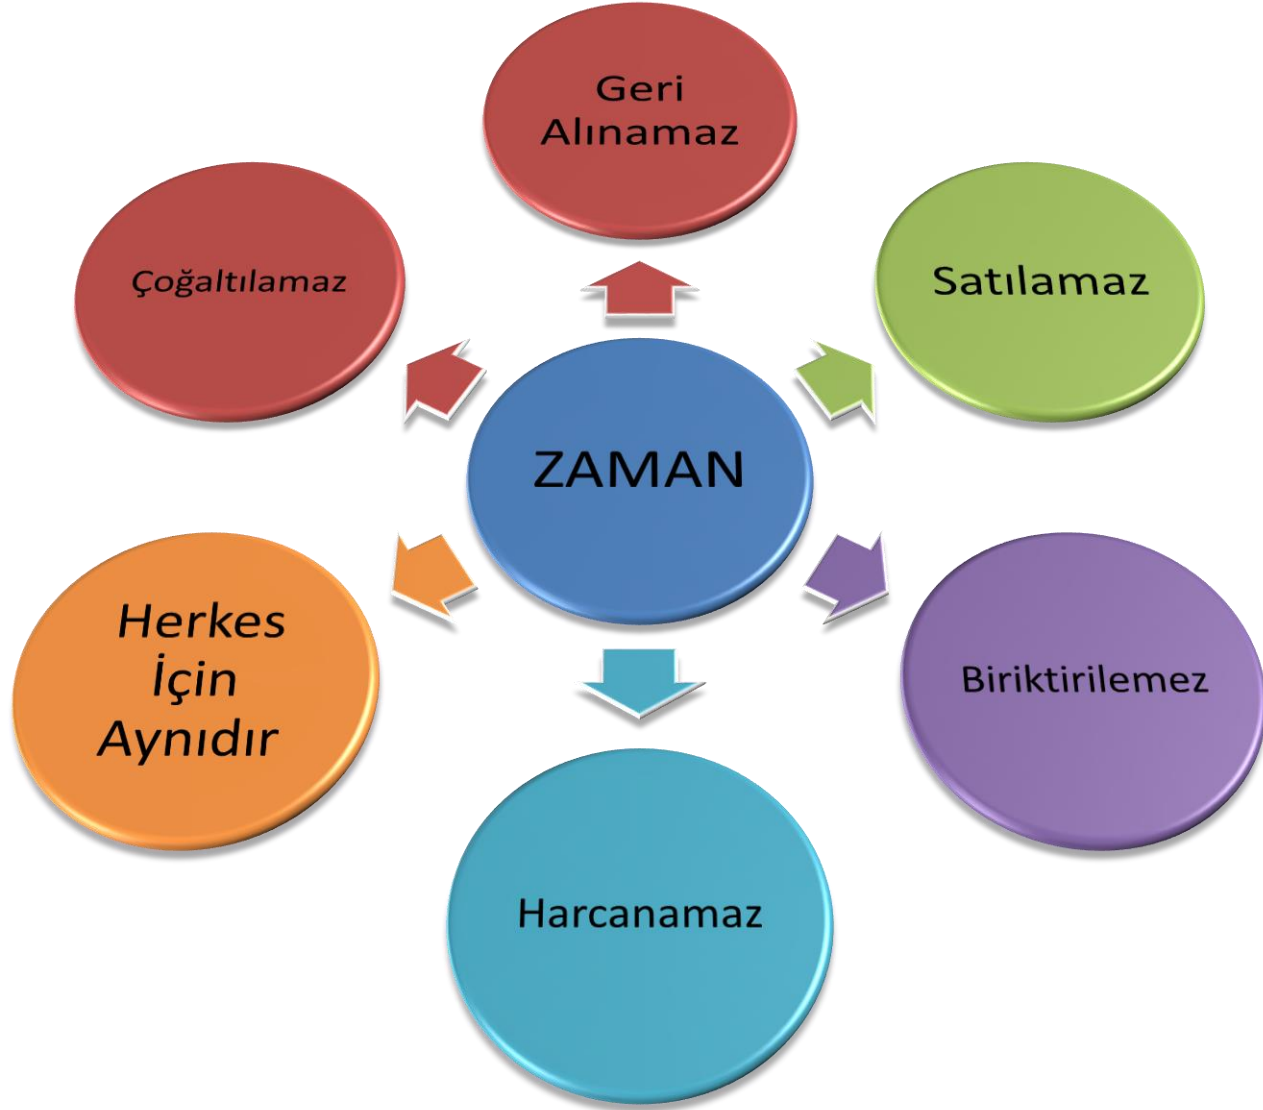 Geri
Alınamaz
Çoğaltılamaz
Satılamaz
ZAMAN
Herkes
İçin
Aynıdır
Biriktirilemez
Harcanamaz